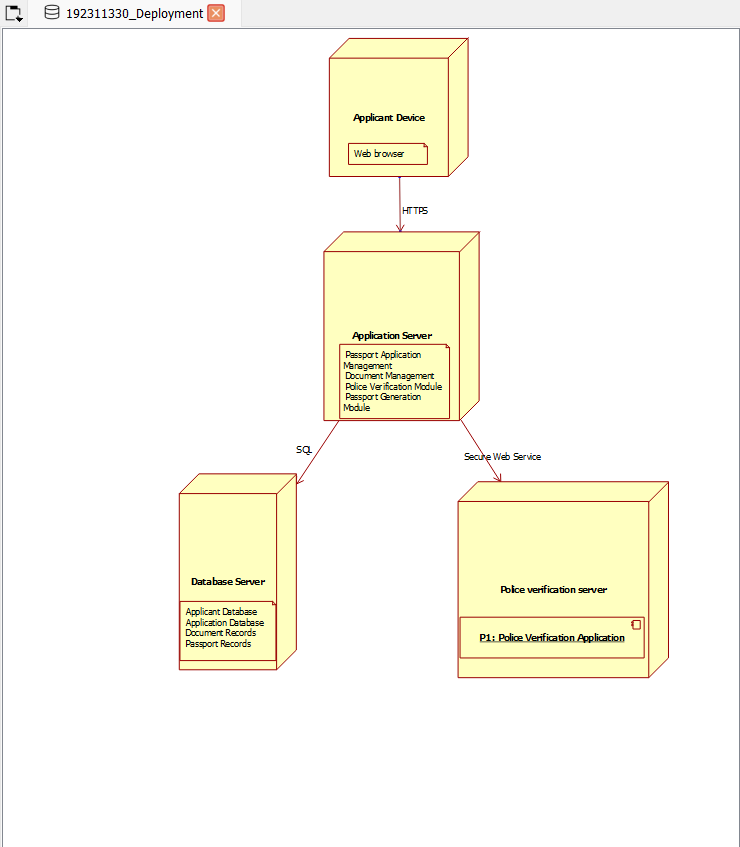 192311330_Deployment
Applicant Device
Web browser
HTTPS
Application Server
Passport Application
Management
Document Management
Police Verification Module
Passport Generation
Module
SQL
Secure Web Service
Database Server
Applicant Database
Application Database
Document Records
Passport Records
Police verification server
P1: Police Verification Application